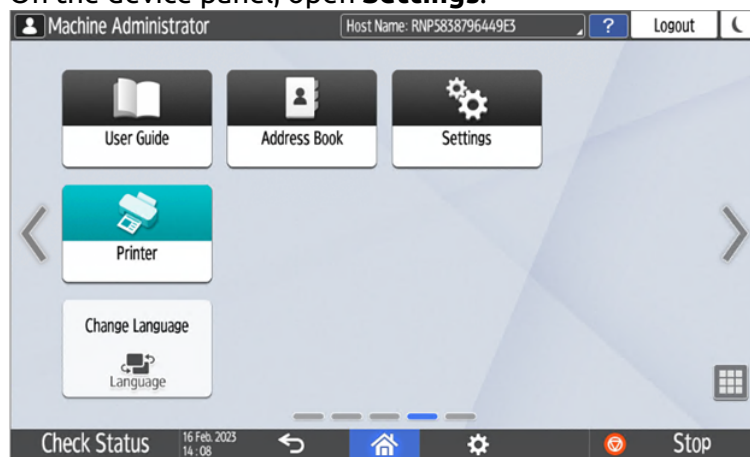 On the device panel, open Settings.
Machine Administrator
Host Name: RNP5838796449E3
?
Logout
User Guide
Address Book
Settings
Printer
Change Language
Language
Check Status
16 Feb. 2023
14 : 08
Stop